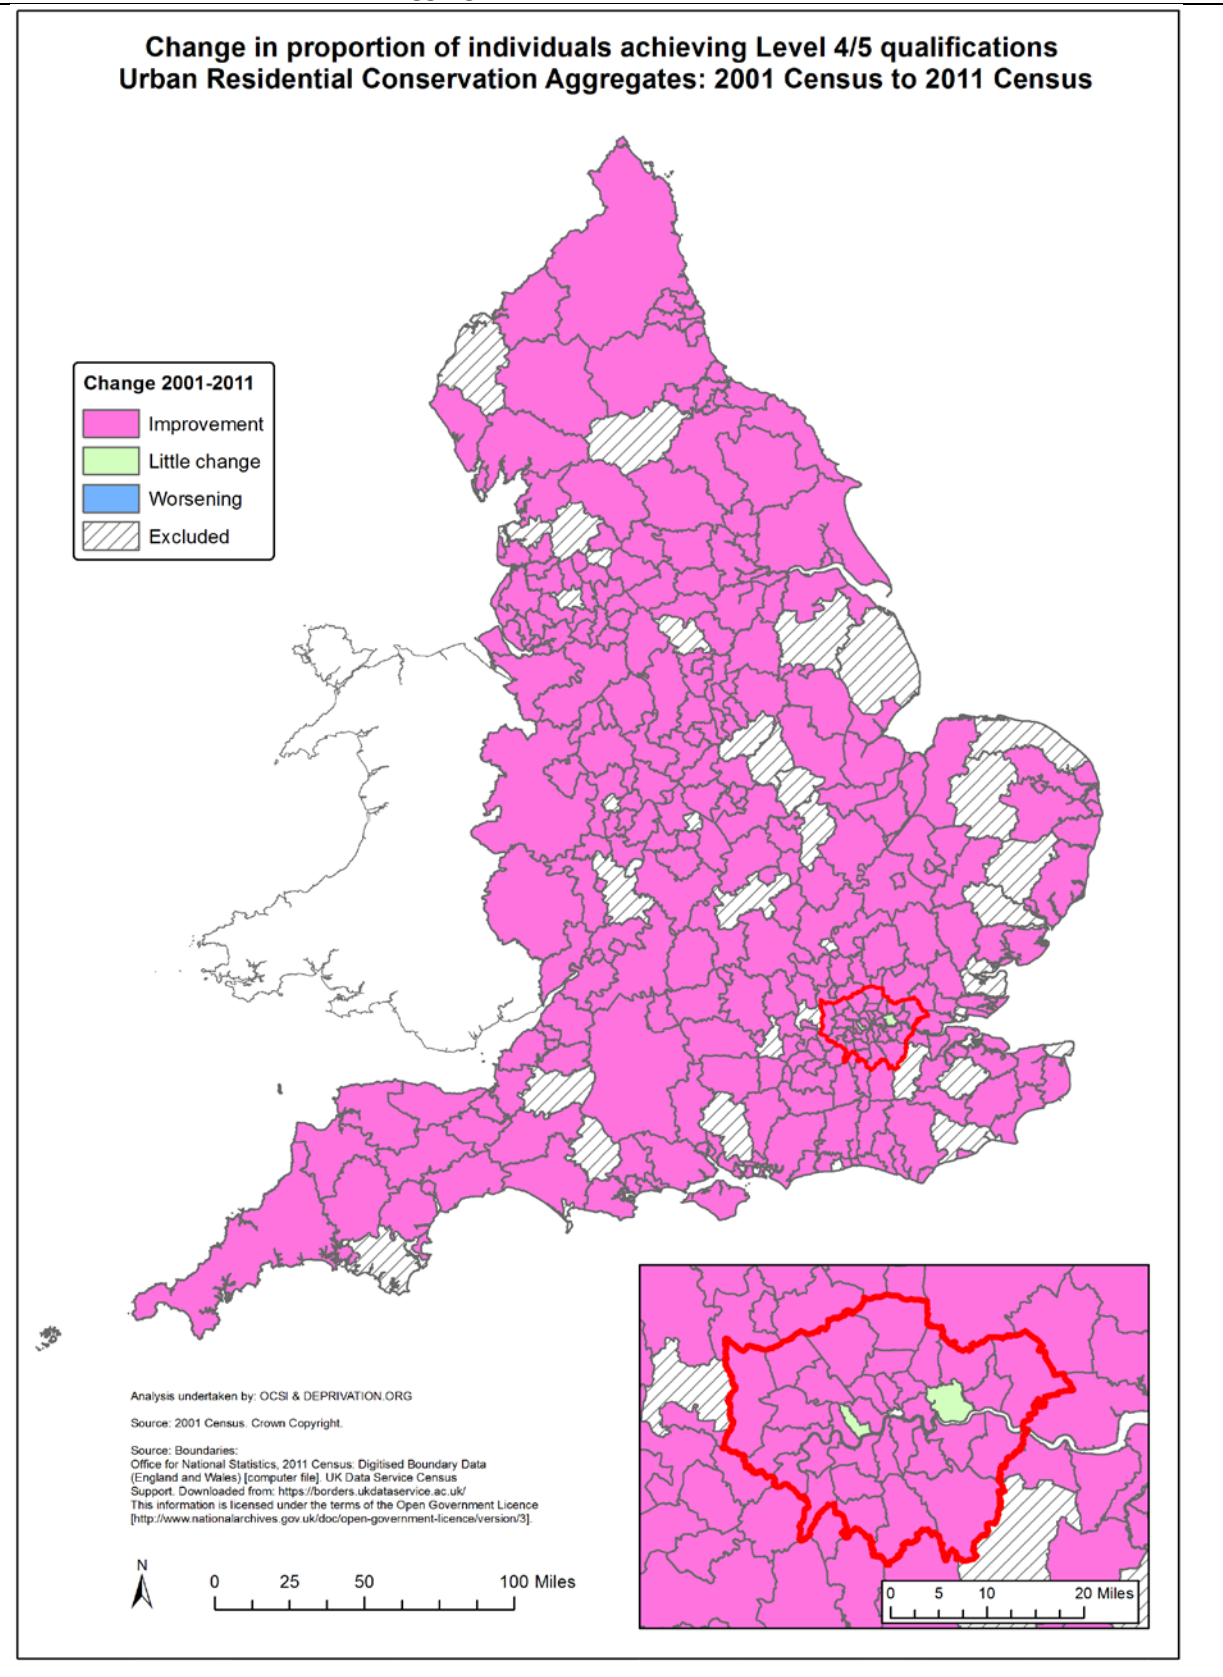 Change in proportion of individuals achieving Level 4/5 qualifications
Urban Residential Conservation Aggregates: 2001 Census to 2011 Census
Change 2001-2011
Improvement
Little change
Worsening
Excluded
Analysis undertaken by: OCSI & DEPRIVATION.ORG
Source: 2001 Census. Crown Copyright.
Source: Boundaries:
Office for National Statistics, 2011 Census: Digitised Boundary Data
(England and Wales) [computer file]. UK Data Service Census
Support. Downloaded from: https://borders.ukdataservice.ac.uk/
This information is licensed under the terms of the Open Government Licence
[http://www.nationalarchives.gov.uk/doc/open-government-licence/version/3].
N
0 25 50 100 Miles
0 5 10 20 Miles